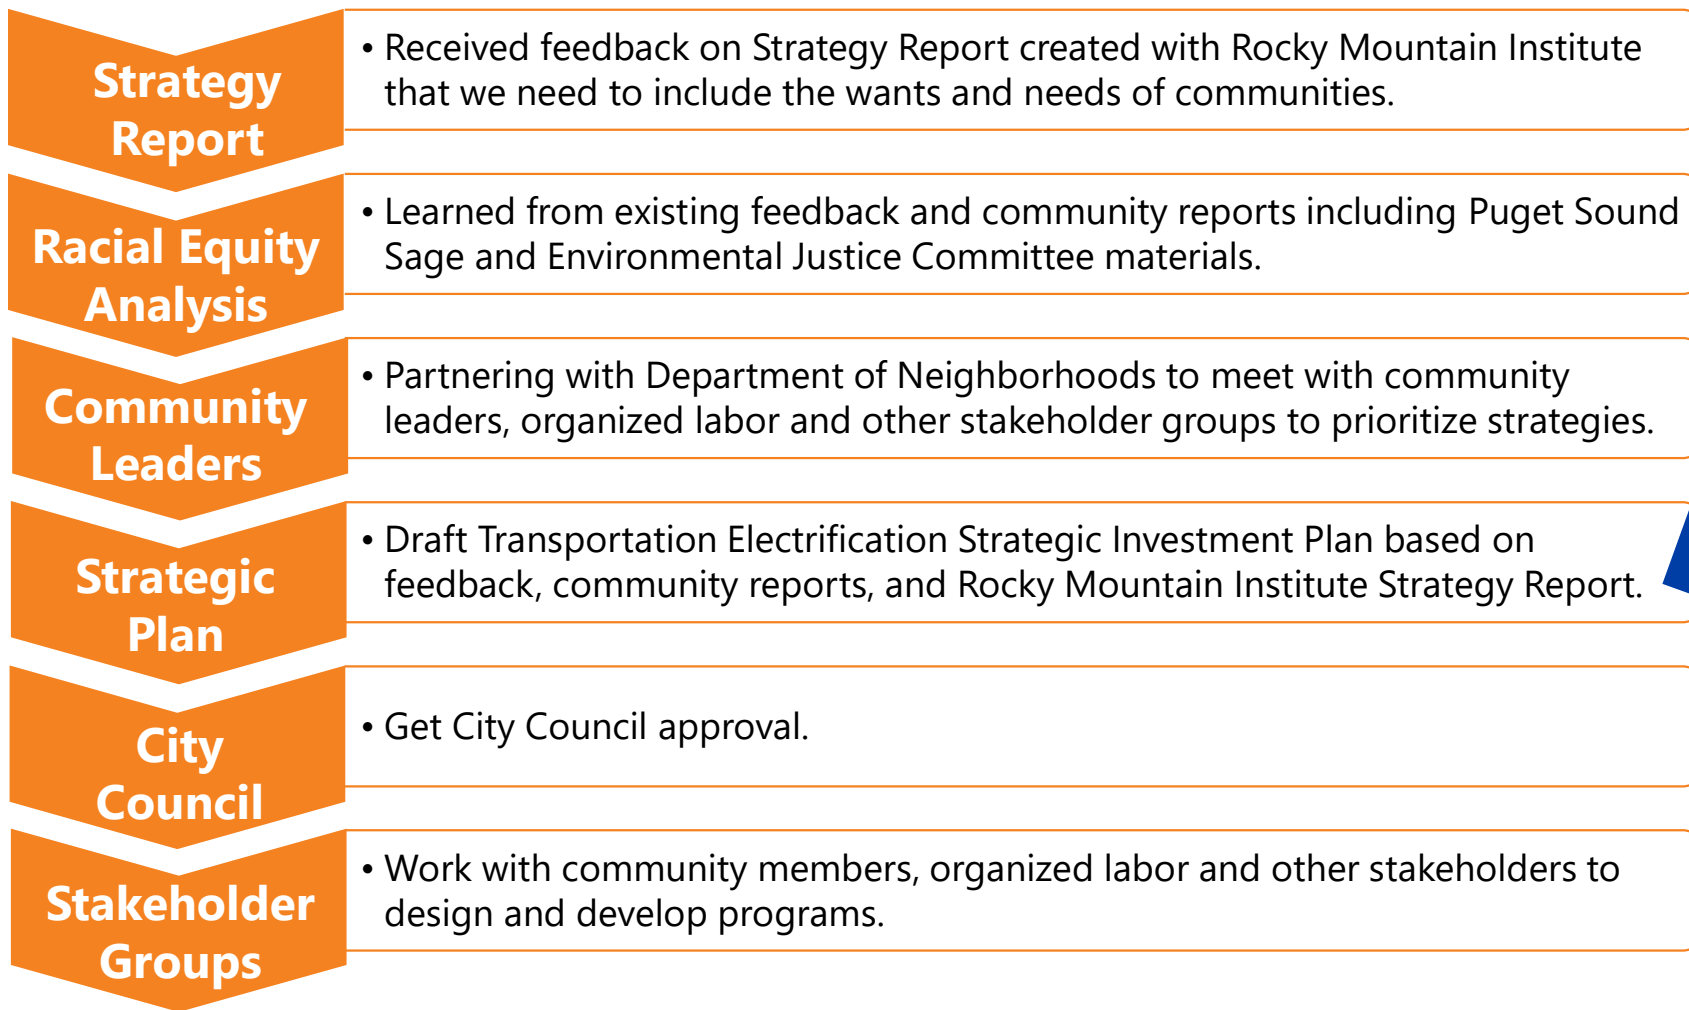 Strategy
Report
• Received feedback on Strategy Report created with Rocky Mountain Institute
that we need to include the wants and needs of communities.
Racial Equity
Analysis
• Learned from existing feedback and community reports including Puget Sound
Sage and Environmental Justice Committee materials.
Community
Leaders
• Partnering with Department of Neighborhoods to meet with community
leaders, organized labor and other stakeholder groups to prioritize strategies.
Strategic
Plan
• Draft Transportation Electrification Strategic Investment Plan based on
feedback, community reports, and Rocky Mountain Institute Strategy Report.
City
Council
• Get City Council approval.
Stakeholder
Groups
• Work with community members, organized labor and other stakeholders to
design and develop programs.